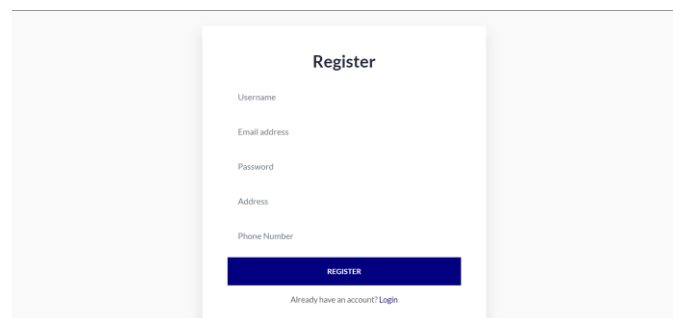 Register
Username
Email address
Password
Address
Phone Number
REGISTER
Already have an account? Login